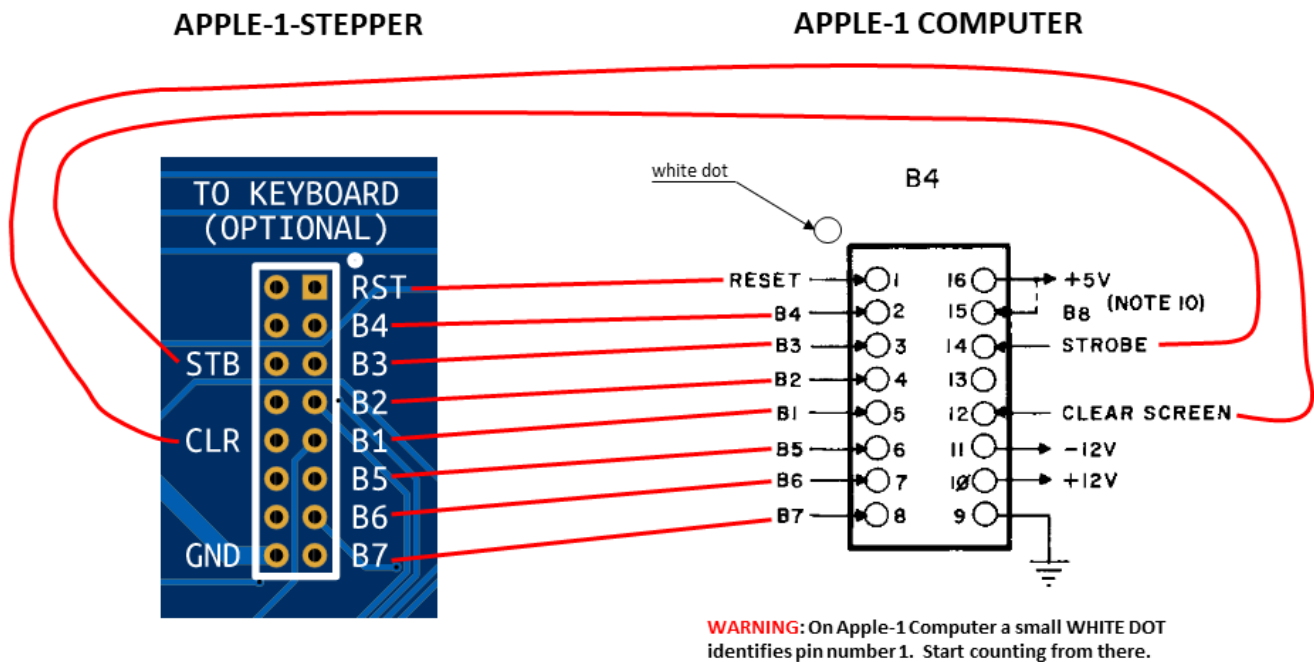 APPLE-1-STEPPER
APPLE-1 COMPUTER
white dot
B4
TO KEYBOARD
(OPTIONAL)
RST
B4
STB B3
B2
CLR B1
B5
B6
GND B7
RESET 1 16 +5V
B4 2 15 B8 (NOTE 10)
B3 3 14 STROBE
B2 4 13
B1 5 12 CLEAR SCREEN
B5 6 11 -12V
B6 7 1Ø +12V
B7 8 9
WARNING: On Apple-1 Computer a small WHITE DOT
identifies pin number 1. Start counting from there.